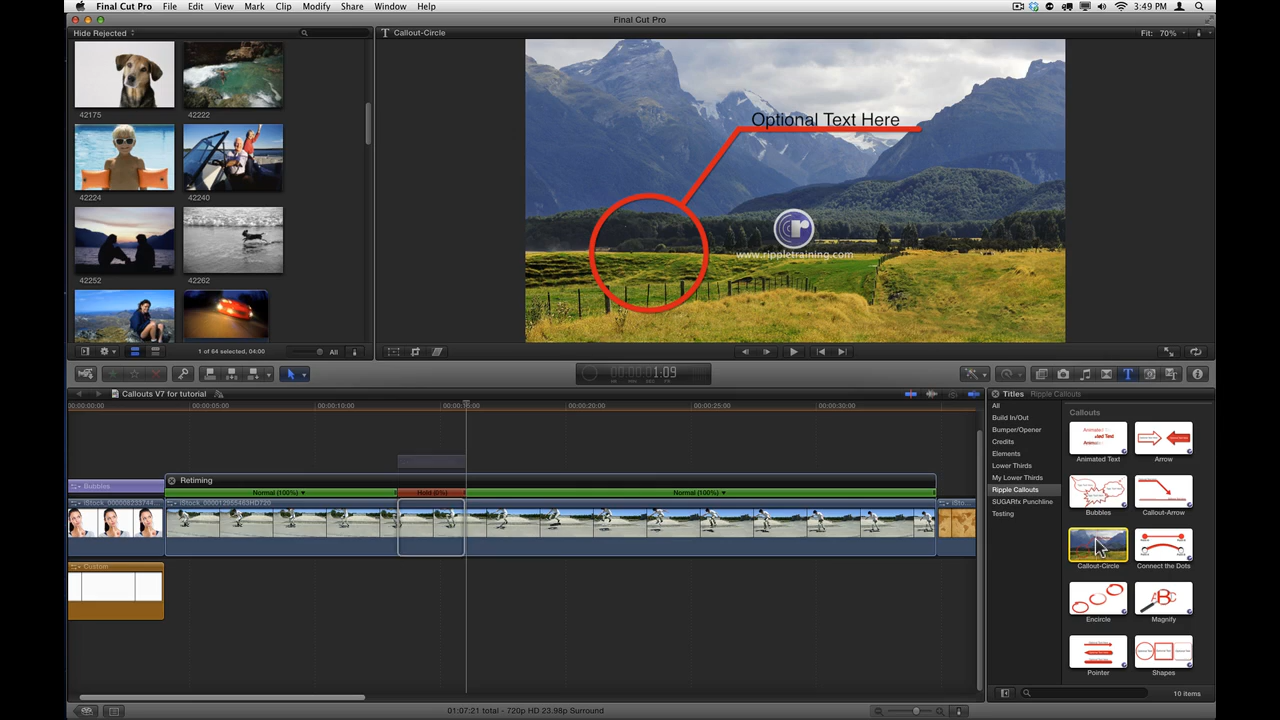 Final Cut Pro File Edit View Mark Clip Modify Share Window Help 3:49 PM
Final Cut Pro
Hide Rejected
Callout-Circle
Fit: 70%
42175
42222
42224
42240
42252
42262
Optional Text Here
www.rippletraining.com
1 of 64 selected, 04:00
All
1:09
Callouts V7 for tutorial
00:00:00:00
00:00:05:00
00:00:10:00
00:00:15:00
00:00:20:00
00:00:25:00
00:00:30:00
Retiming
Bubbles
Normal (100%)
Hold (0%)
Normal (100%)
Custom
Titles
Ripple Callouts
All
Build In/Out
Bumper/Opener
Credits
Elements
Lower Thirds
My Lower Thirds
Ripple Callouts
SUGARfx Punchline
Testing
Callouts
Animated Text
Arrow
Bubbles
Callout-Arrow
Callout-Circle
Connect the Dots
Encircle
Magnify
Pointer
Shapes
10 items
01:07:21 total - 720p HD 23.98p Surround